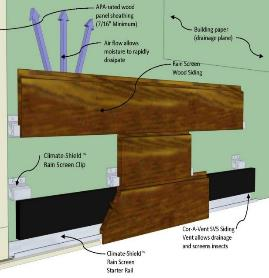 APA-rated wood
panel sheathing
(7/16" Minimum)
Building paper
(drainage plane)
Air flow allows
moisture to rapidly
dissipate
Rain Screen
Wood Siding
Climate-Shield™
Rain Screen Clip
Cor-A-Vent SV5 Siding
Vent allows drainage
and screens insects
Climate-Shield™
Rain Screen
Starter Rail